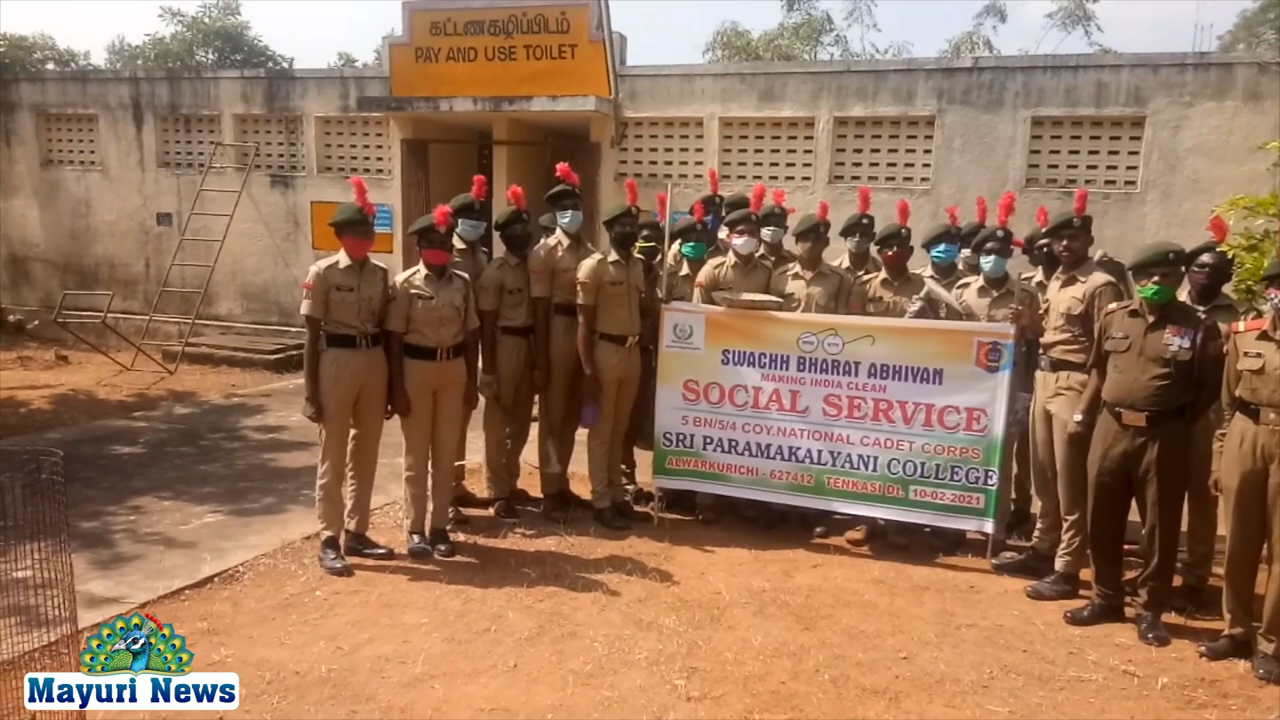 கட்டணகழிப்பிடம்
PAY AND USE TOILET
SWACHH BHARAT ABHIYAN
MAKING INDIA CLEAN
SOCIAL SERVICE
5 BN/5/4 COY.NATIONAL CADET CORPS
SRI PARAMAKALYANI COLLEGE
ALWARKURICHI - 627412 TENKASI Dt. 10-02-2021
Mayuri News